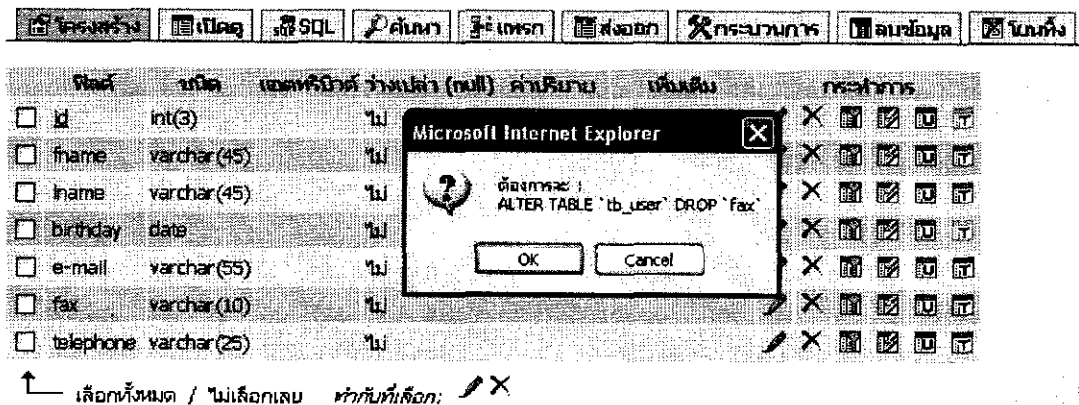 โครงสร้าง เปิดดู SQL ค้นหา แทรก ส่งออก กระบวนการ ลบข้อมูล โยนทิ้ง
ฟิลด์ ชนิด แอตทริบิวต์ ว่างเปล่า (null) ค่าปริยาย เพิ่มเติม กระทำการ
id int(3) ไม่
fname varchar(45) ไม่
lname varchar(45) ไม่
birthday date ไม่
e-mail varchar(55) ไม่
fax varchar(10) ไม่
telephone varchar(25) ไม่
Microsoft Internet Explorer
ต้องการจะ :
ALTER TABLE `tb_user` DROP `fax`
OK Cancel
เลือกทั้งหมด / ไม่เลือกเลย ทำกับที่เลือก: